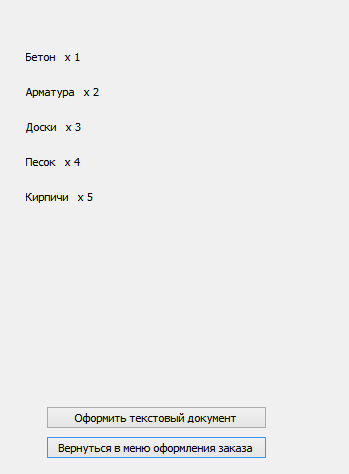 Бетон x 1
Арматура x 2
Доски x 3
Песок x 4
Кирпичи x 5
Оформить текстовый документ
Вернуться в меню оформления заказа